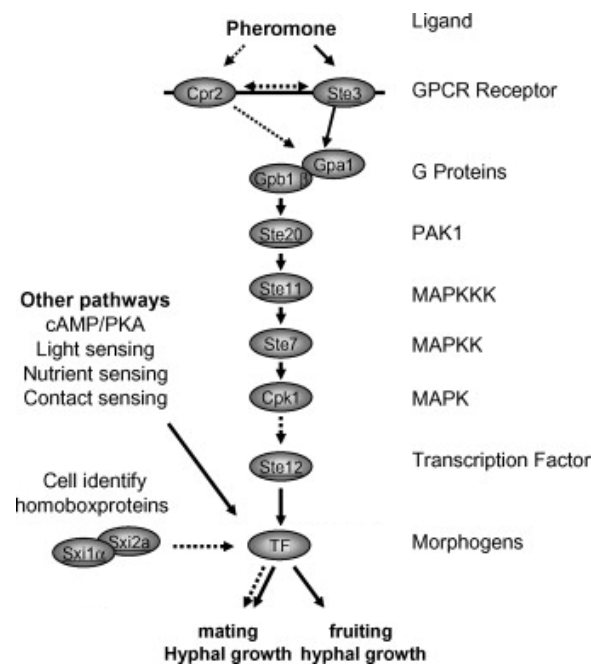 Pheromone Ligand
Cpr2 Ste3 GPCR Receptor
Gpb1 β Gpa1 G Proteins
Ste20 PAK1
Ste11 MAPKKK
Ste7 MAPKK
Cpk1 MAPK
Ste12 Transcription Factor
Other pathways
cAMP/PKA
Light sensing
Nutrient sensing
Contact sensing
Cell identify
homoboxproteins
Sxi1α Sxi2a TF Morphogens
mating fruiting
Hyphal growth hyphal growth